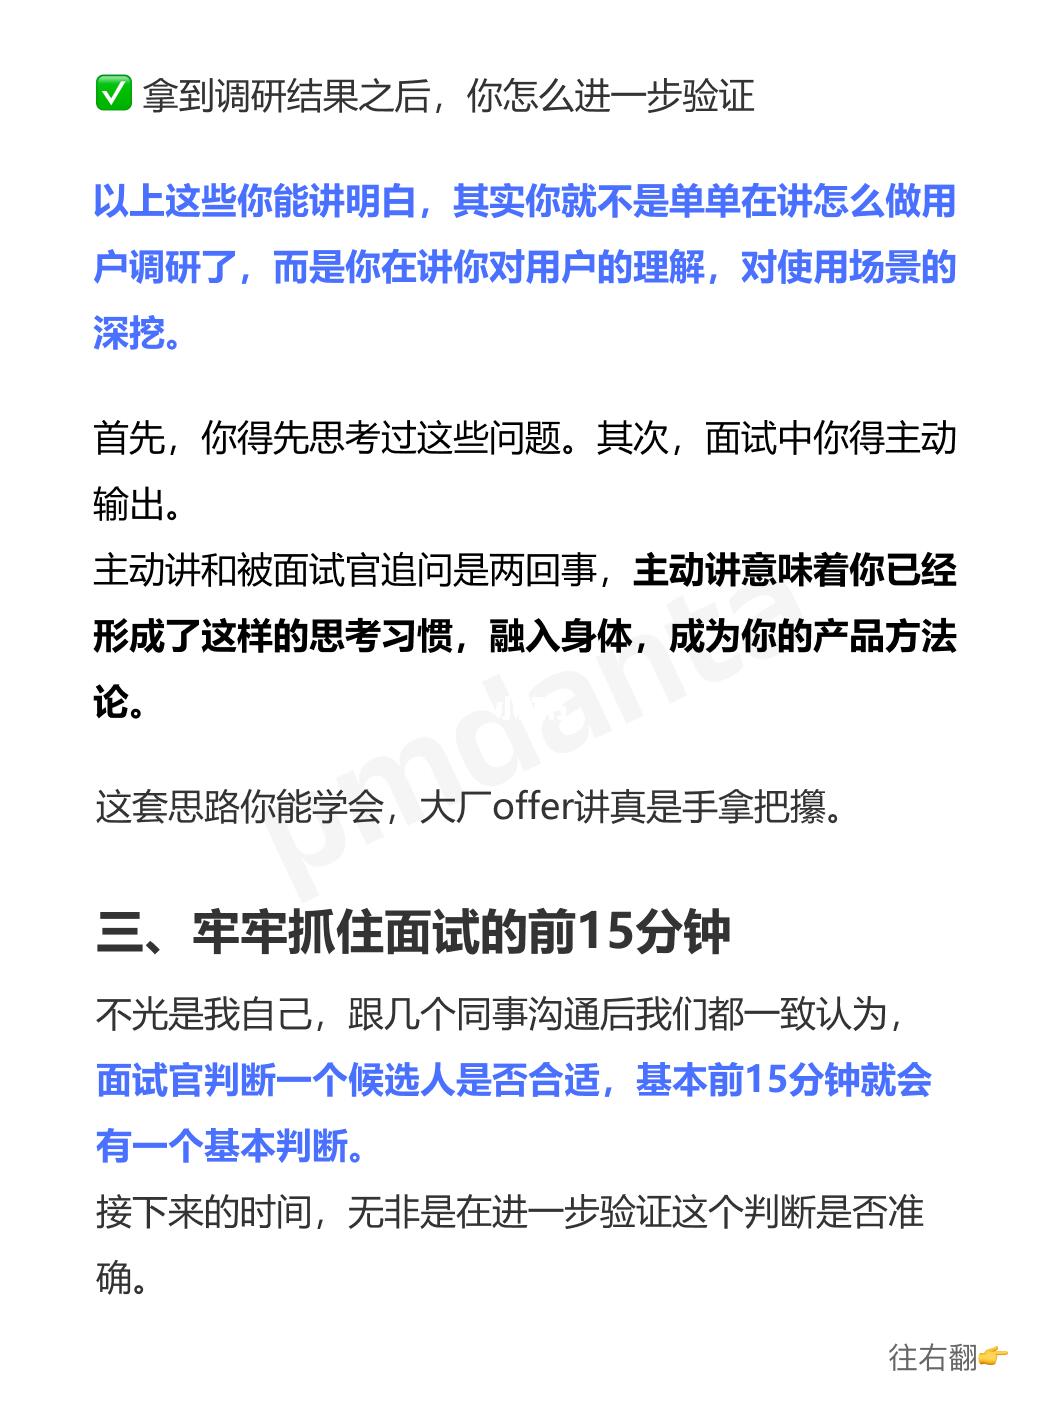 ✅ 拿到调研结果之后，你怎么进一步验证
以上这些你能讲明白，其实你就不是单单在讲怎么做用
户调研了，而是你在讲你对用户的理解，对使用场景的
深挖。
首先，你得先思考过这些问题。其次，面试中你得主动
输出。
主动讲和被面试官追问是两回事，主动讲意味着你已经
形成了这样的思考习惯，融入身体，成为你的产品方法
论。
pmdanta
这套思路你能学会，大厂offer讲真是手拿把攥。
三、牢牢抓住面试的前15分钟
不光是我自己，跟几个同事沟通后我们都一致认为，
面试官判断一个候选人是否合适，基本前15分钟就会
有一个基本判断。
接下来的时间，无非是在进一步验证这个判断是否准
确。
往右翻👉